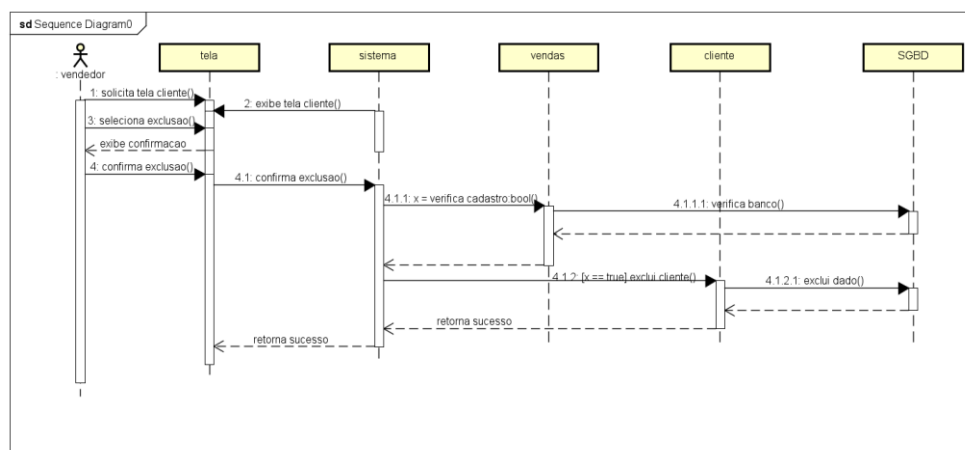 sd Sequence Diagram0
: vendedor
tela
sistema
vendas
cliente
SGBD
1: solicita tela cliente()
2: exibe tela cliente()
3: seleciona exclusao()
exibe confirmacao
4: confirma exclusao()
4.1: confirma exclusao()
4.1.1: x = verifica cadastro:bool()
4.1.1.1: verifica banco()
4.1.2: [x == true] exclui cliente()
4.1.2.1: exclui dado()
retorna sucesso
retorna sucesso